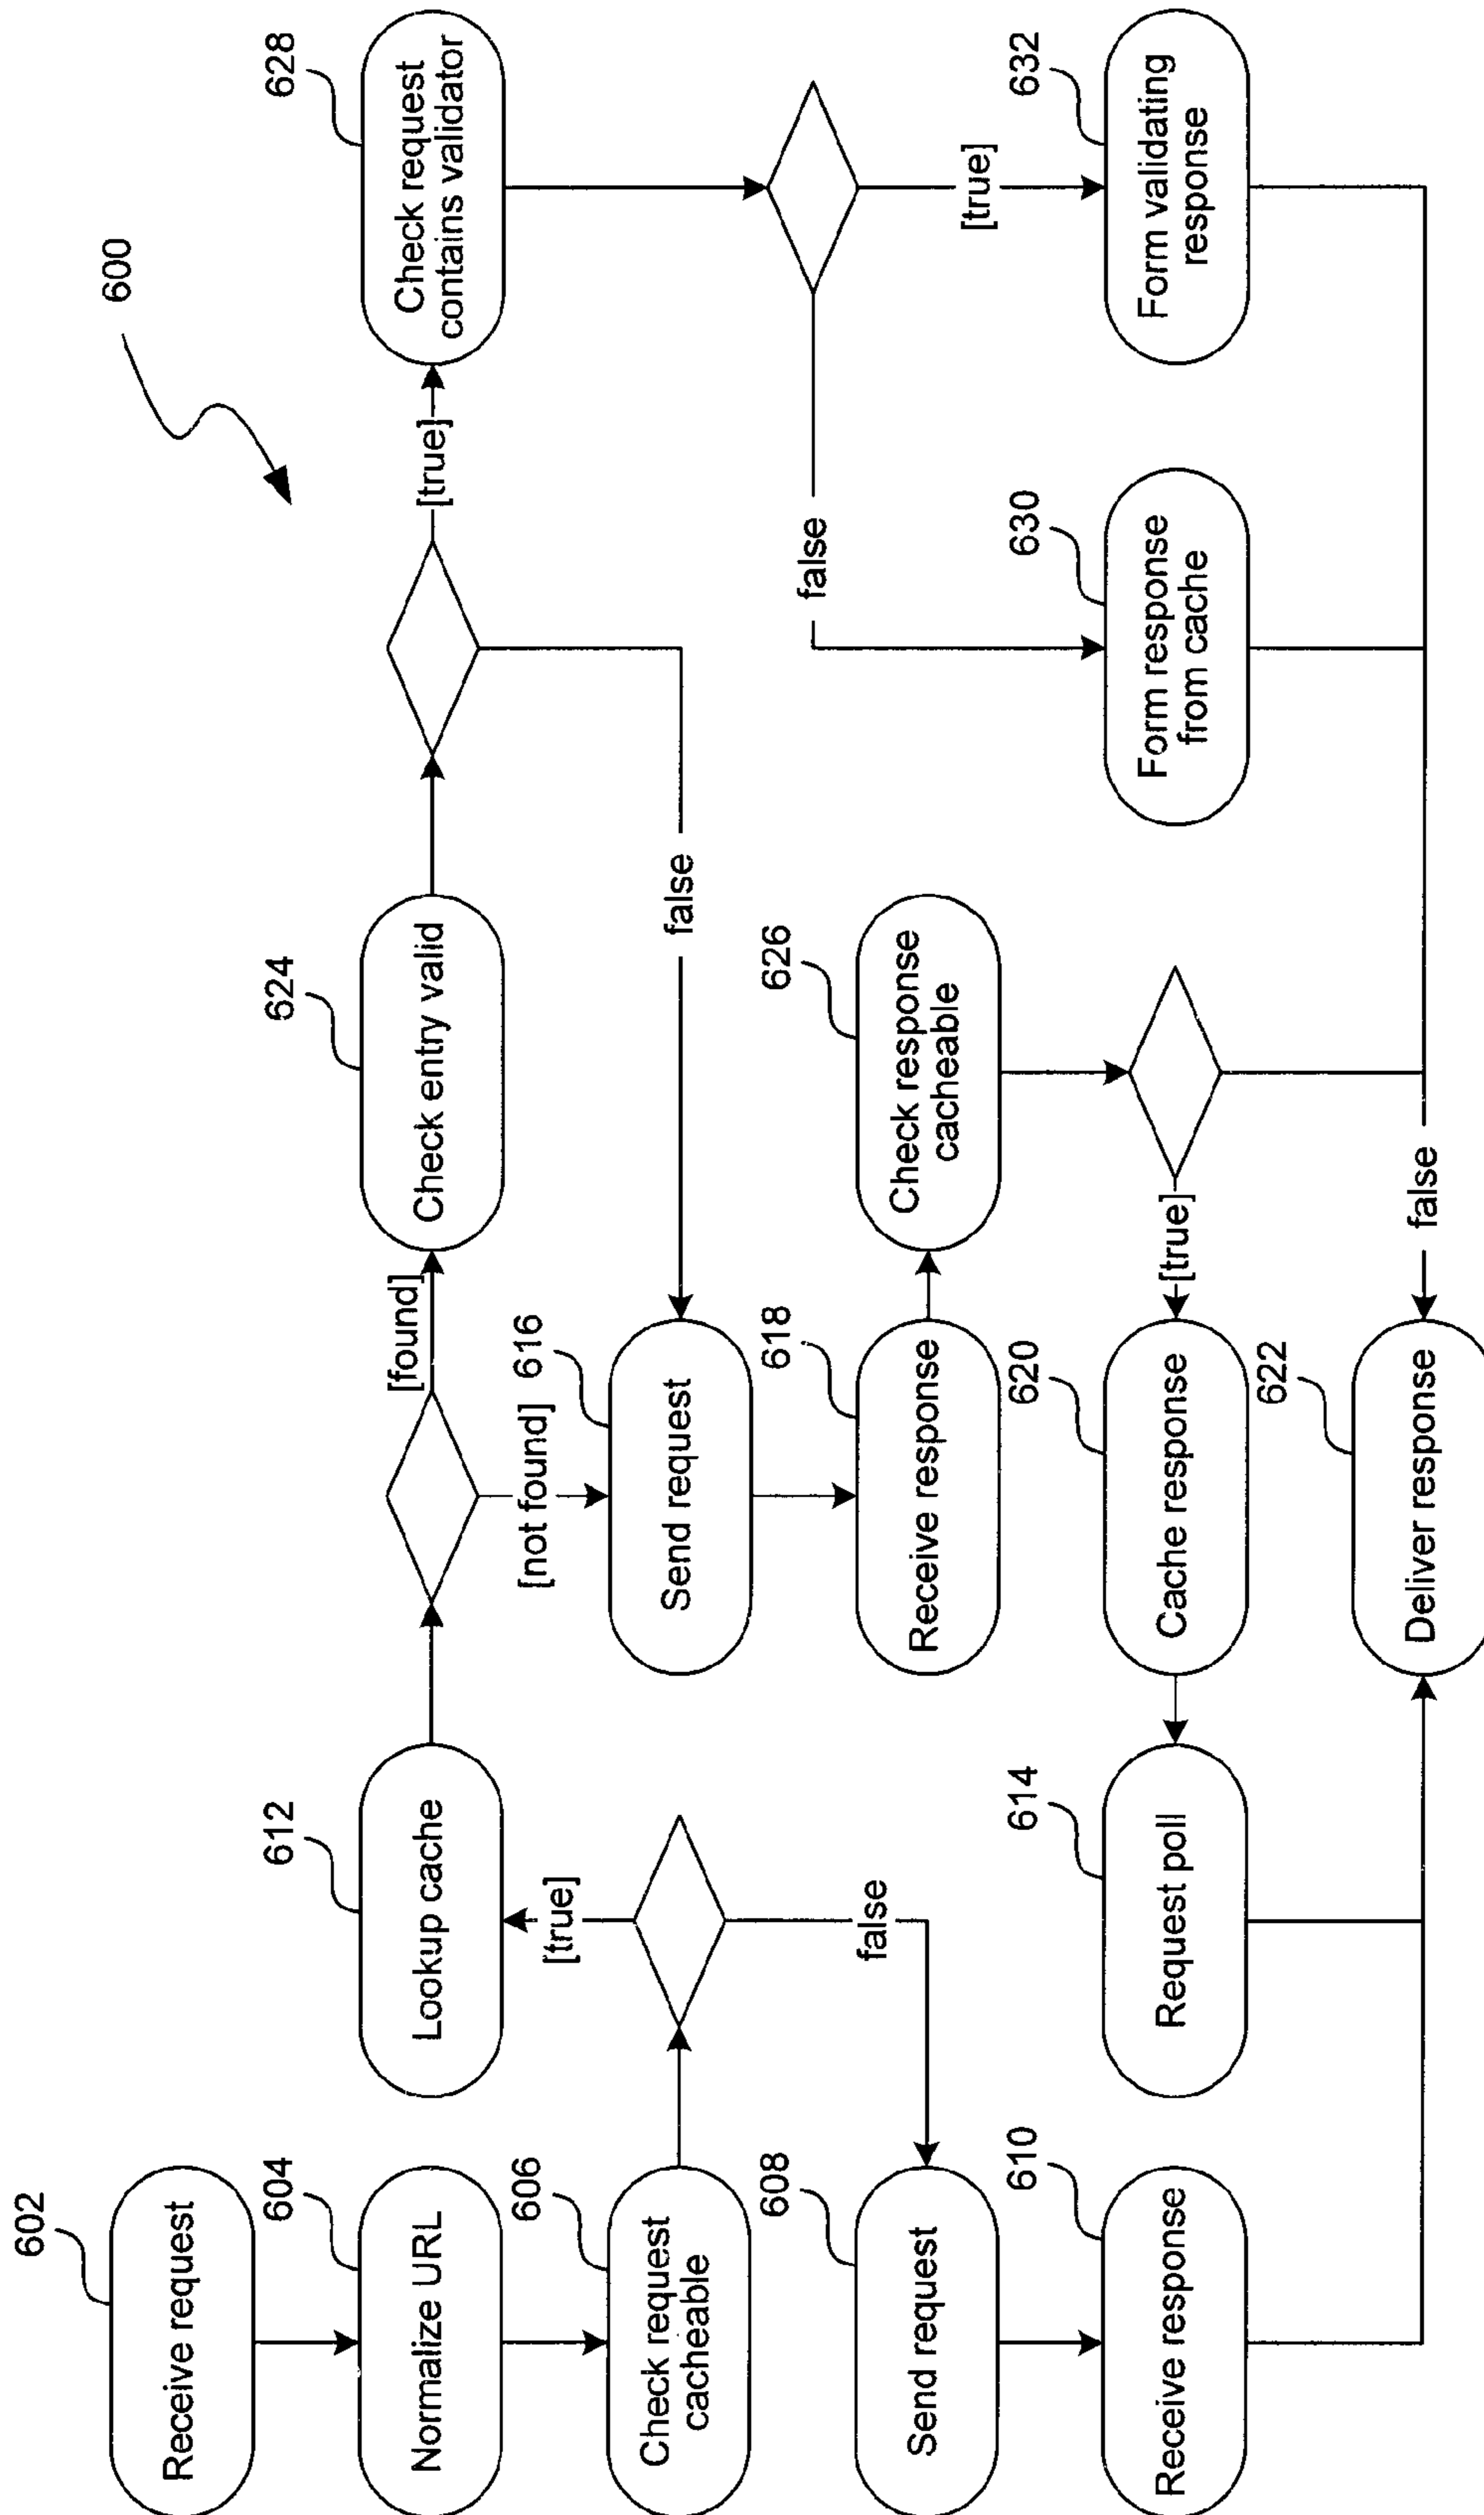 600
602
Receive request
604
Normalize URL
606
Check request
cacheable
608
Send request
610
Receive response
612
Lookup cache
[true]
false
614
Request poll
[found]
[not found]
616
Send request
618
Receive response
620
Cache response
622
Deliver response
624
Check entry valid
626
Check response
cacheable
[true]
false
[true]
false
628
Check request
contains validator
false
[true]
630
Form response
from cache
632
Form validating
response